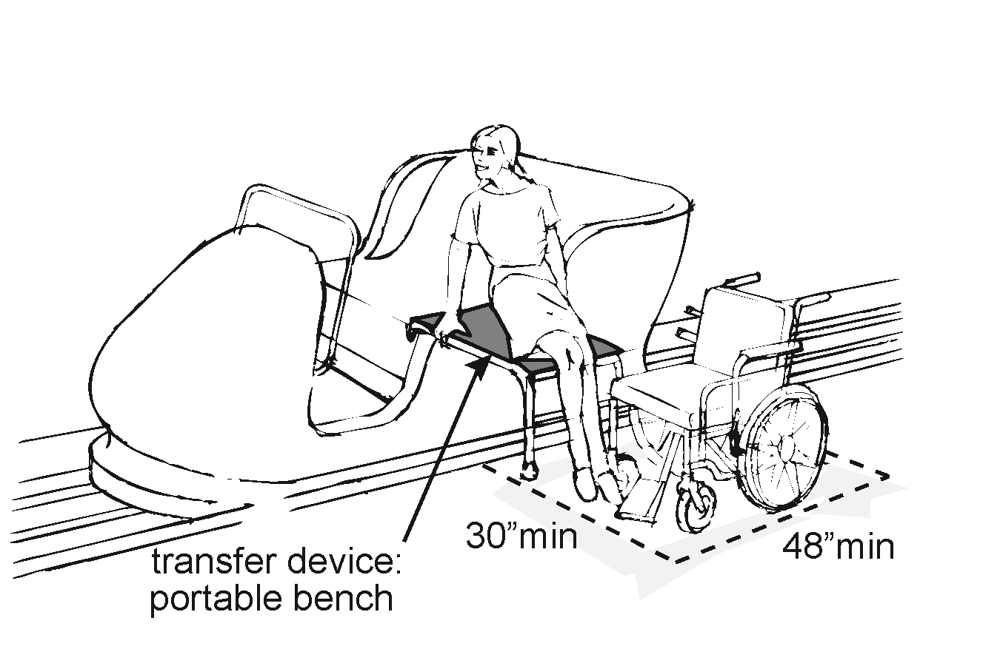 30”min
48”min
transfer device:
portable bench